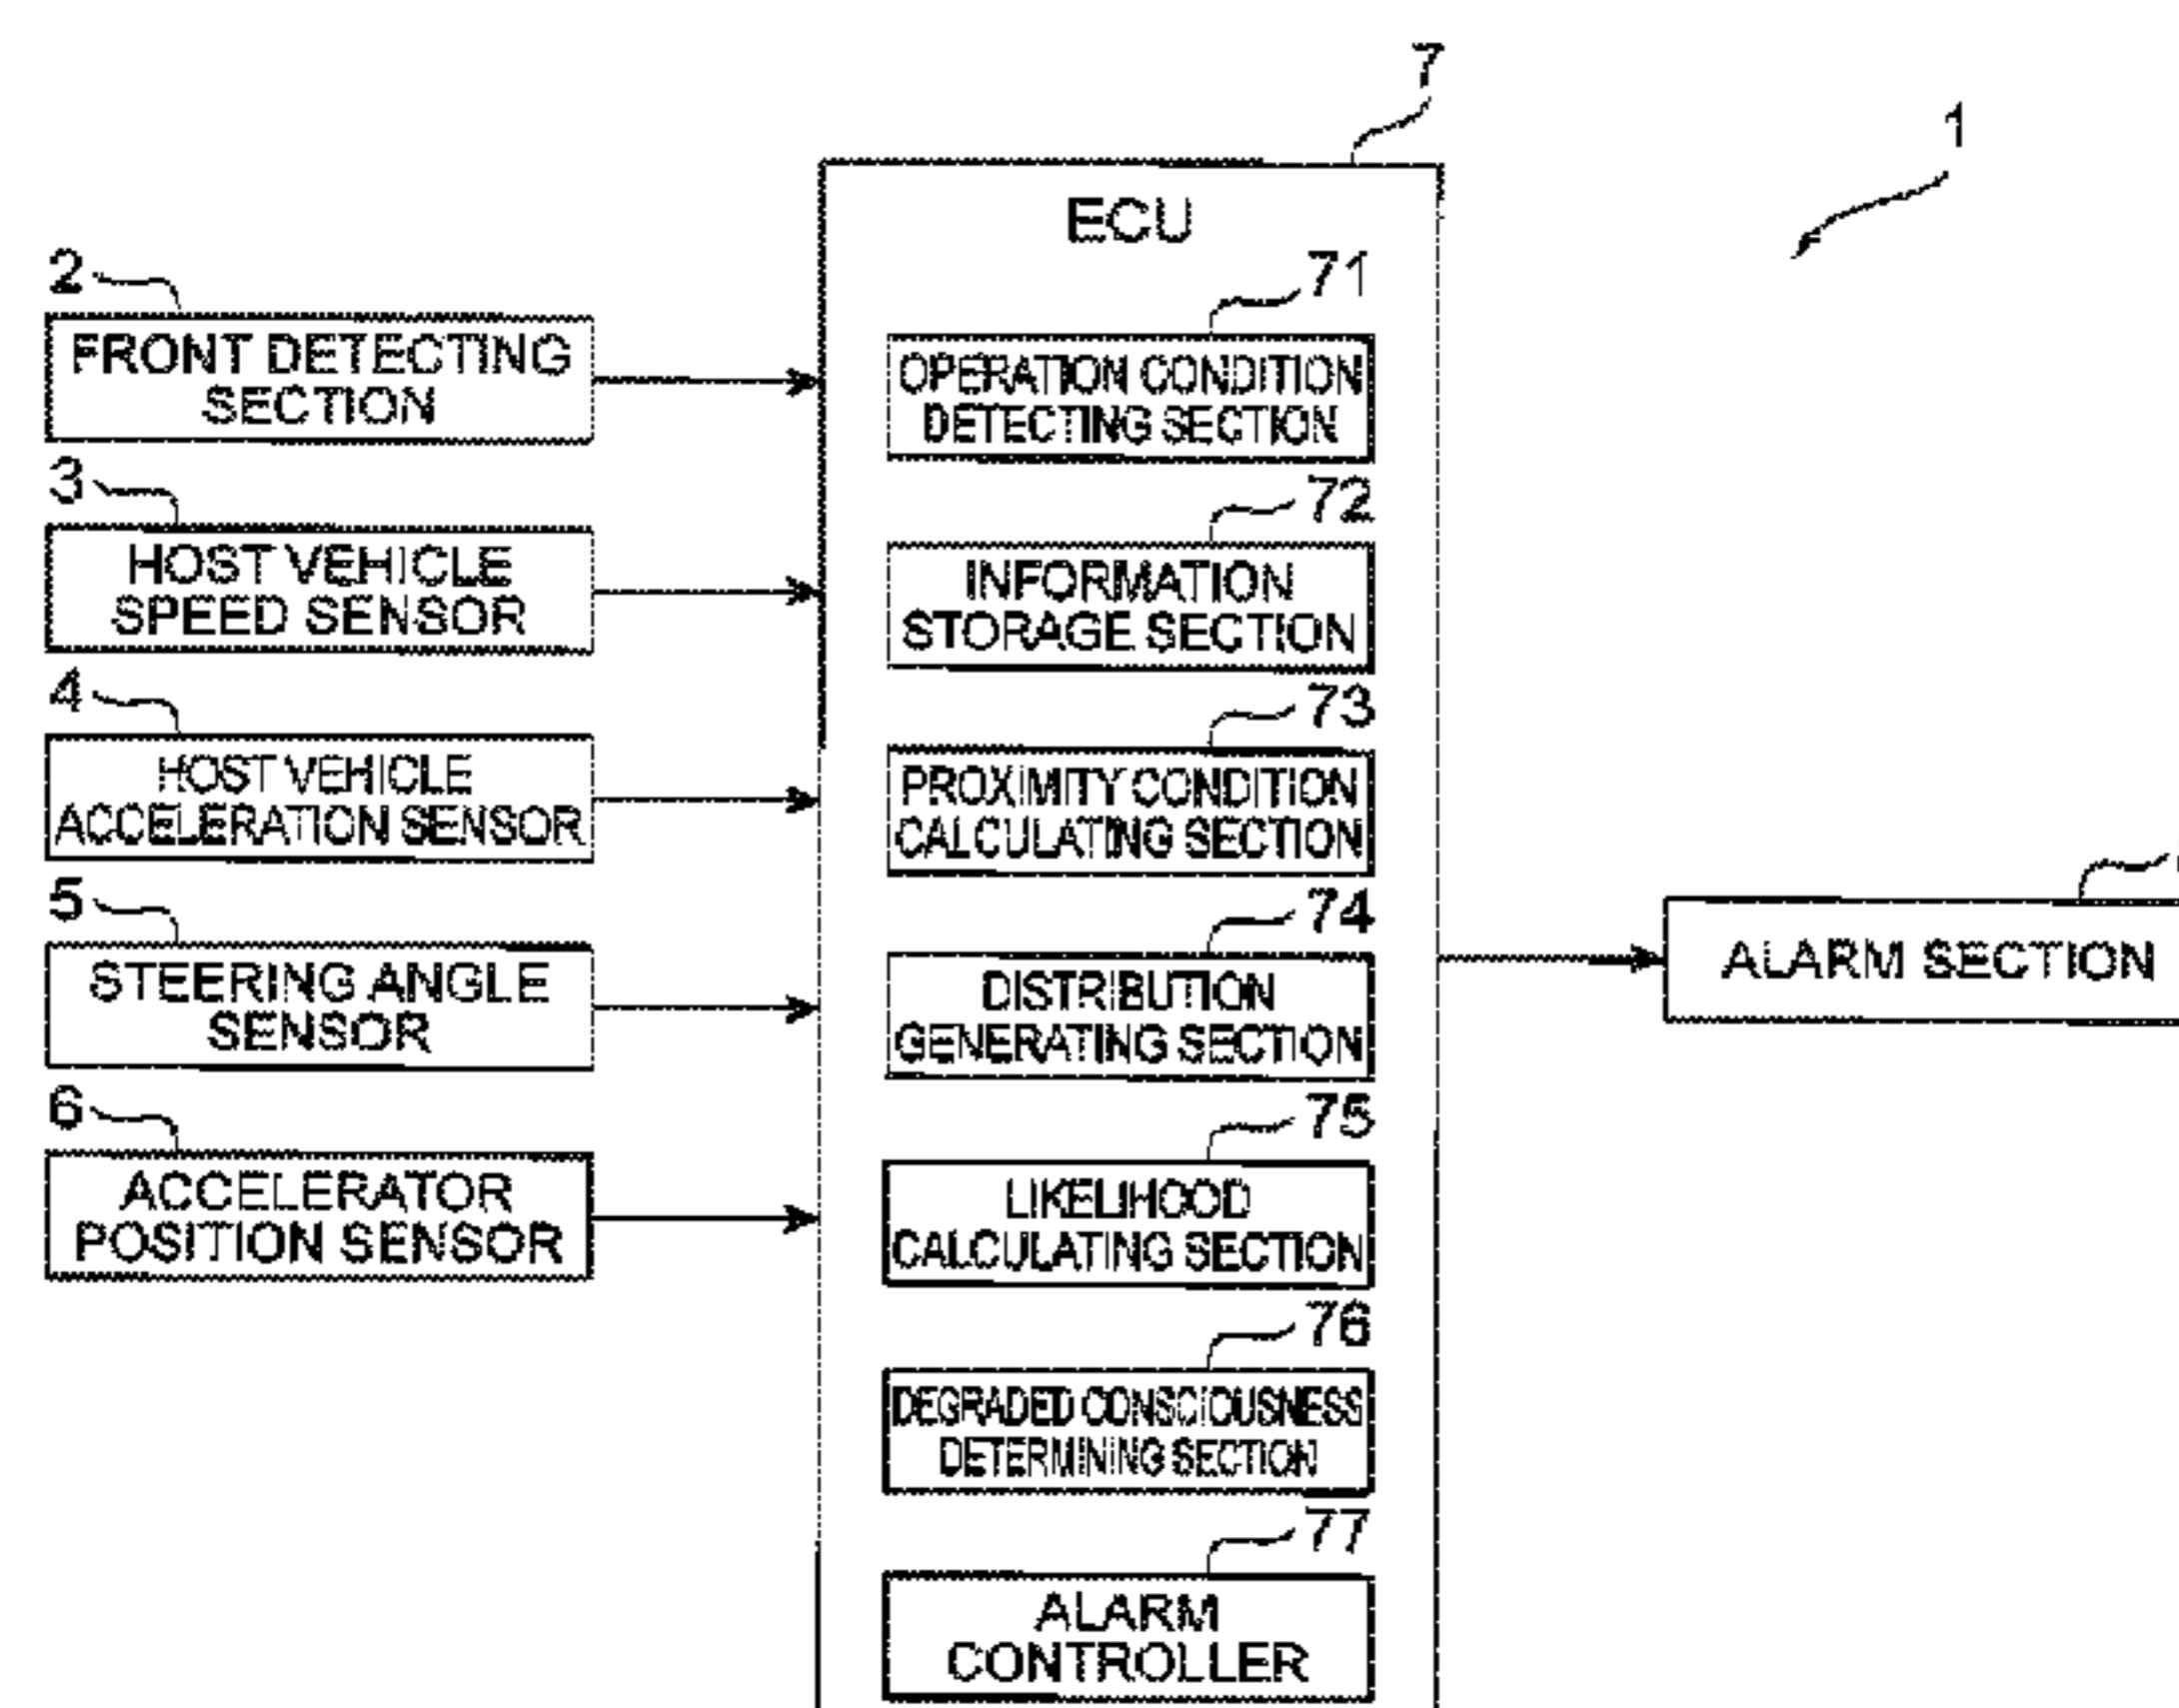 7
1
ECU
2
FRONT DETECTING
SECTION
3
HOST VEHICLE
SPEED SENSOR
4
HOST VEHICLE
ACCELERATION SENSOR
5
STEERING ANGLE
SENSOR
6
ACCELERATOR
POSITION SENSOR
71
OPERATION CONDITION
DETECTING SECTION
72
INFORMATION
STORAGE SECTION
73
PROXIMITY CONDITION
CALCULATING SECTION
74
DISTRIBUTION
GENERATING SECTION
75
LIKELIHOOD
CALCULATING SECTION
76
DEGRADED CONSCIOUSNESS
DETERMINING SECTION
77
ALARM
CONTROLLER
ALARM SECTION